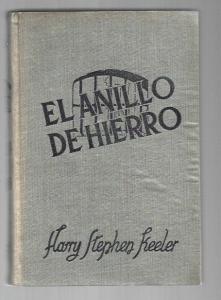 EL ANILLO
DE HIERRO
Harry Stephen Keeler